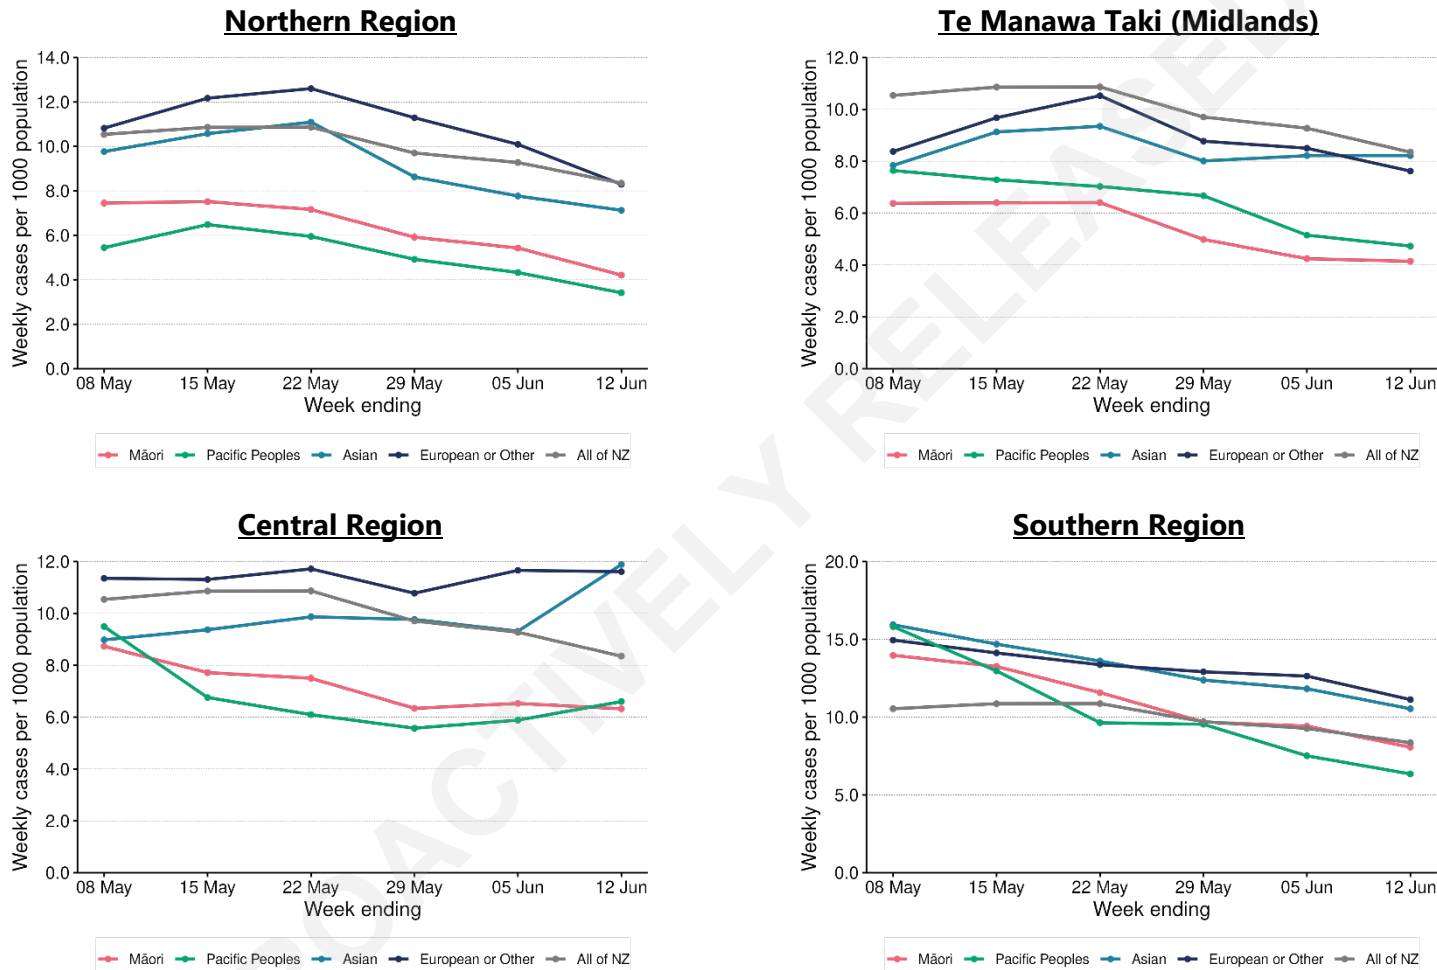 Northern Region
Weekly cases per 1000 population
14.0
12.0
10.0
8.0
6.0
4.0
2.0
0.0
08 May 15 May 22 May 29 May 05 Jun 12 Jun
Week ending
Māori Pacific Peoples Asian European or Other All of NZ
Te Manawa Taki (Midlands)
Weekly cases per 1000 population
12.0
10.0
8.0
6.0
4.0
2.0
0.0
08 May 15 May 22 May 29 May 05 Jun 12 Jun
Week ending
Māori Pacific Peoples Asian European or Other All of NZ
Central Region
Weekly cases per 1000 population
12.0
10.0
8.0
6.0
4.0
2.0
0.0
08 May 15 May 22 May 29 May 05 Jun 12 Jun
Week ending
Māori Pacific Peoples Asian European or Other All of NZ
Southern Region
Weekly cases per 1000 population
20.0
15.0
10.0
5.0
0.0
08 May 15 May 22 May 29 May 05 Jun 12 Jun
Week ending
Māori Pacific Peoples Asian European or Other All of NZ
ROACTIVELY RELEASED